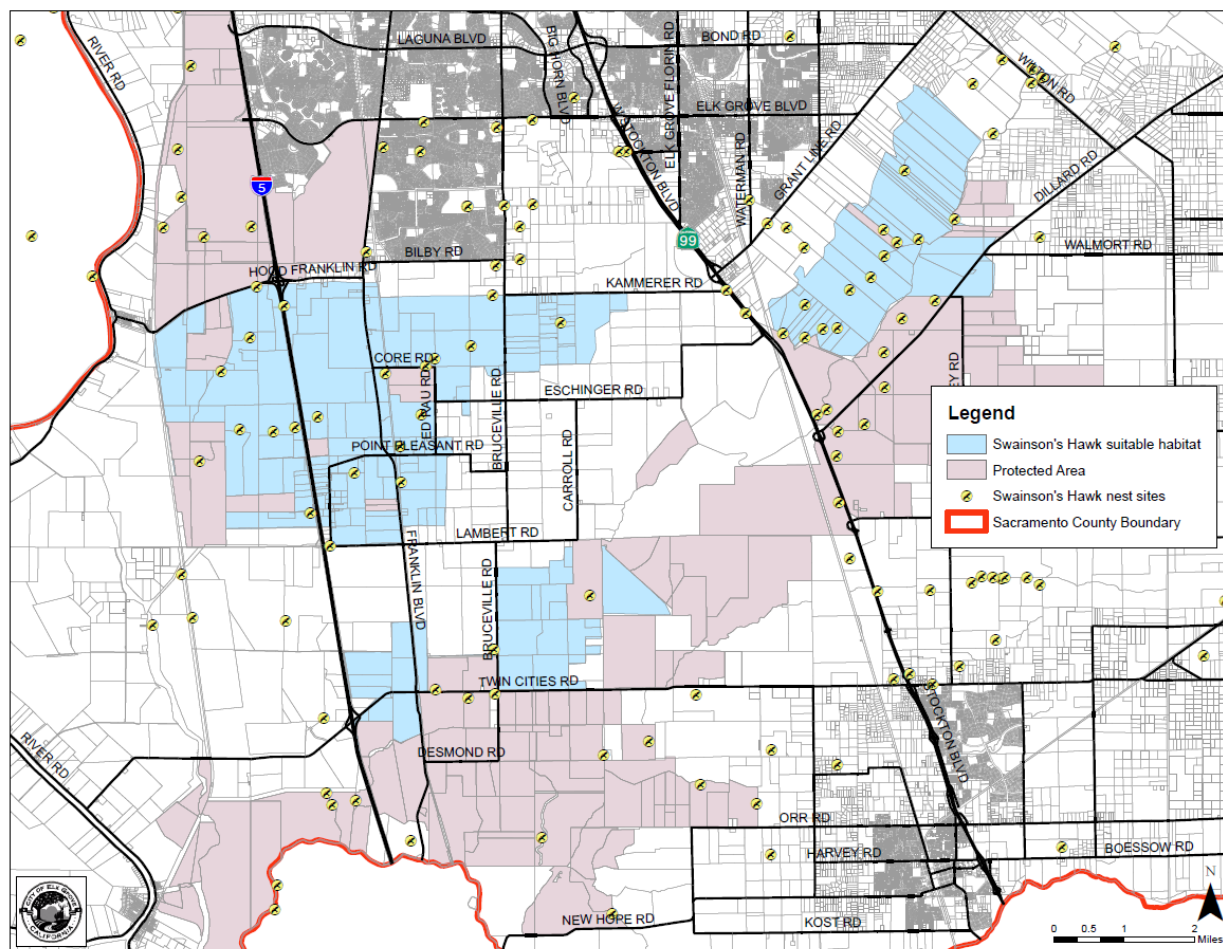 RIVER RD
LAGUNA BLVD
BIG HORN BLVD
ELK GROVE FLORIN RD
BOND RD
WILTON RD
W STOCKTON BLVD
ELK GROVE BLVD
WATERMAN RD
GRANT LINE RD
DILLARD RD
5
99
BILBY RD
HOOD FRANKLIN RD
WALMORT RD
KAMMERER RD
CORE RD
ED RAU RD
BRUCEVILLE RD
ESCHINGER RD
POINT PLEASANT RD
CARROLL RD
LAMBERT RD
FRANKLIN BLVD
BRUCEVILLE RD
TWIN CITIES RD
STOCKTON BLVD
DESMOND RD
RIVER RD
ORR RD
HARVEY RD
BOESSOW RD
NEW HOPE RD
KOST RD
Legend
Swainson's Hawk suitable habitat
Protected Area
Swainson's Hawk nest sites
Sacramento County Boundary
CITY OF ELK GROVE
CALIFORNIA
N
0 0.5 1 2
Miles